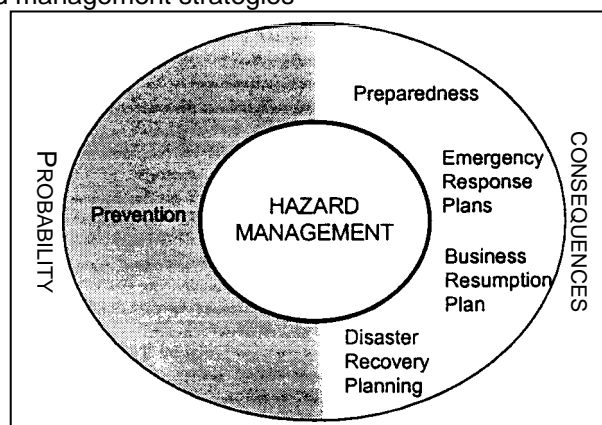 management strategies
PROBABILITY
Prevention
HAZARD
MANAGEMENT
Preparedness
Emergency
Response
Plans
Business
Resumption
Plan
Disaster
Recovery
Planning
CONSEQUENCES